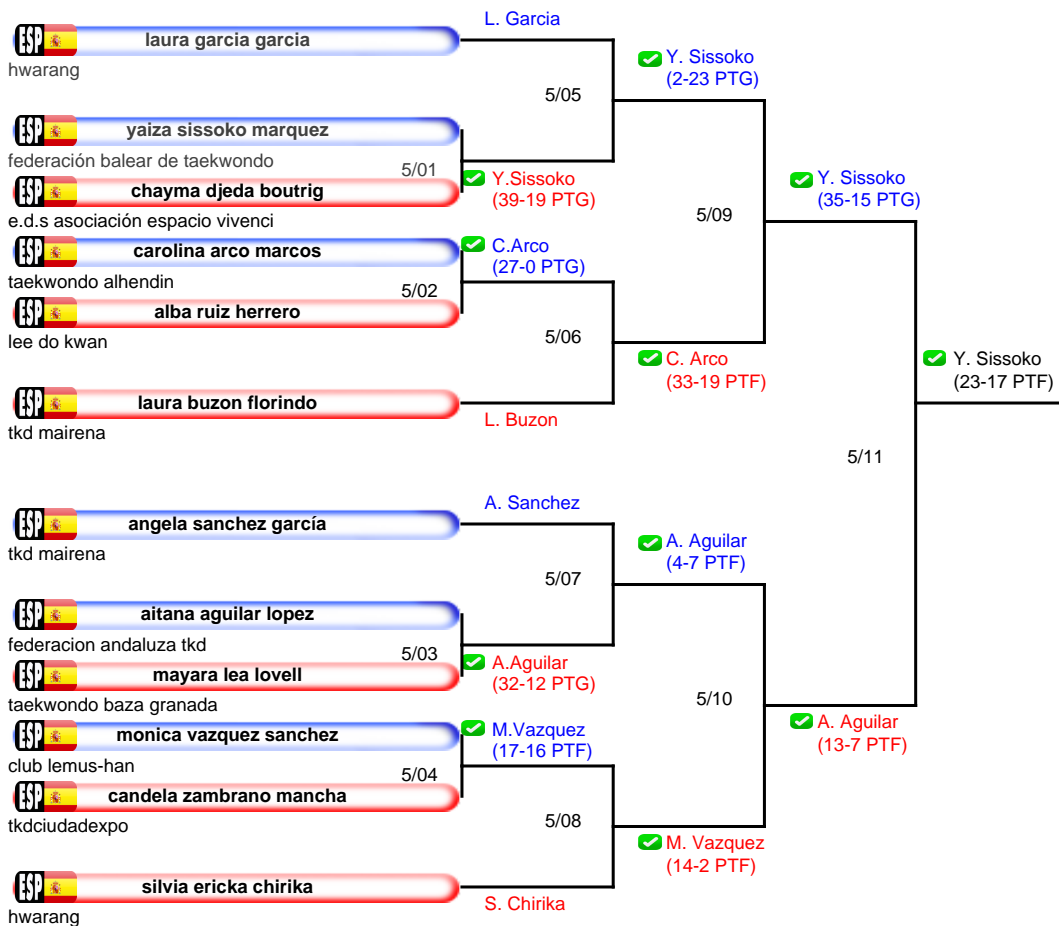 L. Garcia
ESP laura garcia garcia
hwarang
Y. Sissoko
(2-23 PTG)
5/05
ESP yaiza sissoko marquez
federación balear de taekwondo
5/01
ESP chayma djeda boutrig
e.d.s asociación espacio vivenci
Y.Sissoko
(39-19 PTG)
Y. Sissoko
(35-15 PTG)
5/09
ESP carolina arco marcos
taekwondo alhendin
C.Arco
(27-0 PTG)
5/02
ESP alba ruiz herrero
lee do kwan
5/06
C. Arco
(33-19 PTF)
Y. Sissoko
(23-17 PTF)
ESP laura buzon florindo
tkd mairena
L. Buzon
5/11
A. Sanchez
ESP angela sanchez garcía
tkd mairena
A. Aguilar
(4-7 PTF)
5/07
ESP aitana aguilar lopez
federacion andaluza tkd
5/03
ESP mayara lea lovell
taekwondo baza granada
A.Aguilar
(32-12 PTG)
5/10
A. Aguilar
(13-7 PTF)
ESP monica vazquez sanchez
club lemus-han
M.Vazquez
(17-16 PTF)
5/04
ESP candela zambrano mancha
tkdciudadexpo
5/08
M. Vazquez
(14-2 PTF)
ESP silvia ericka chirika
hwarang
S. Chirika